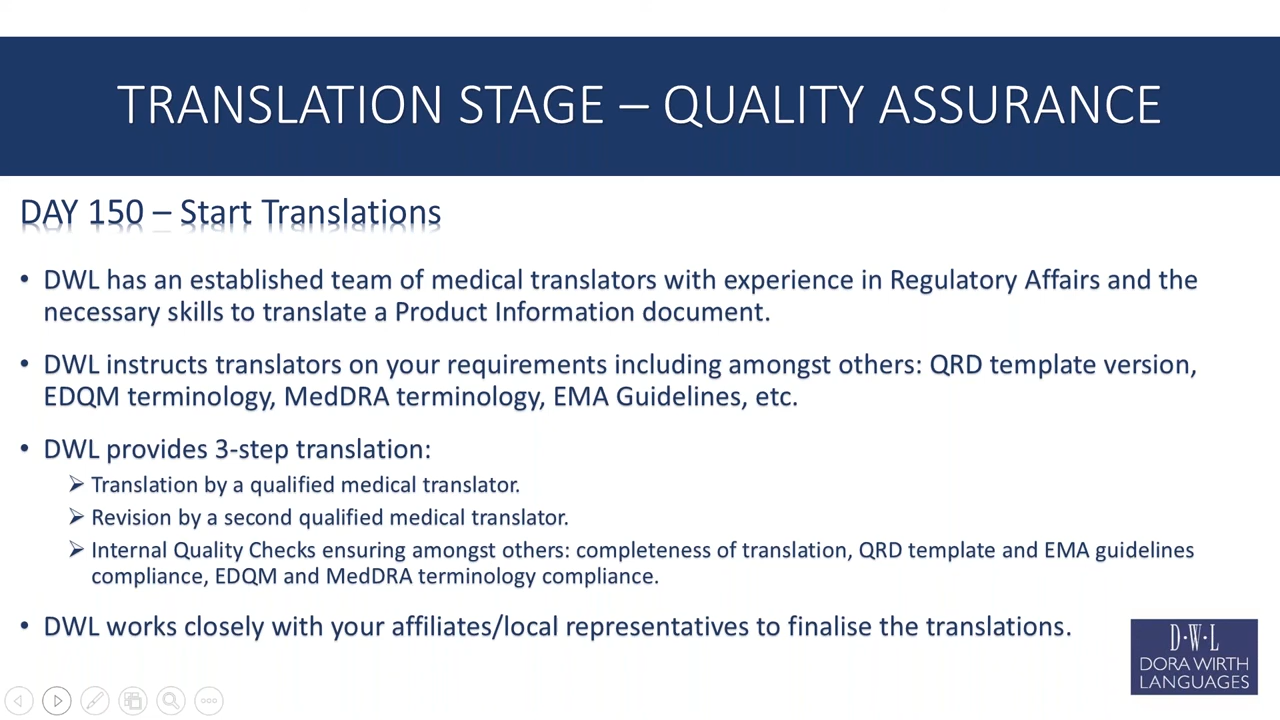 TRANSLATION STAGE – QUALITY ASSURANCE
DAY 150 – Start Translations
• DWL has an established team of medical translators with experience in Regulatory Affairs and the
necessary skills to translate a Product Information document.
• DWL instructs translators on your requirements including amongst others: QRD template version,
EDQM terminology, MedDRA terminology, EMA Guidelines, etc.
• DWL provides 3-step translation:
➢ Translation by a qualified medical translator.
➢ Revision by a second qualified medical translator.
➢ Internal Quality Checks ensuring amongst others: completeness of translation, QRD template and EMA guidelines
compliance, EDQM and MedDRA terminology compliance.
• DWL works closely with your affiliates/local representatives to finalise the translations.
D·W·L
DORA WIRTH
LANGUAGES